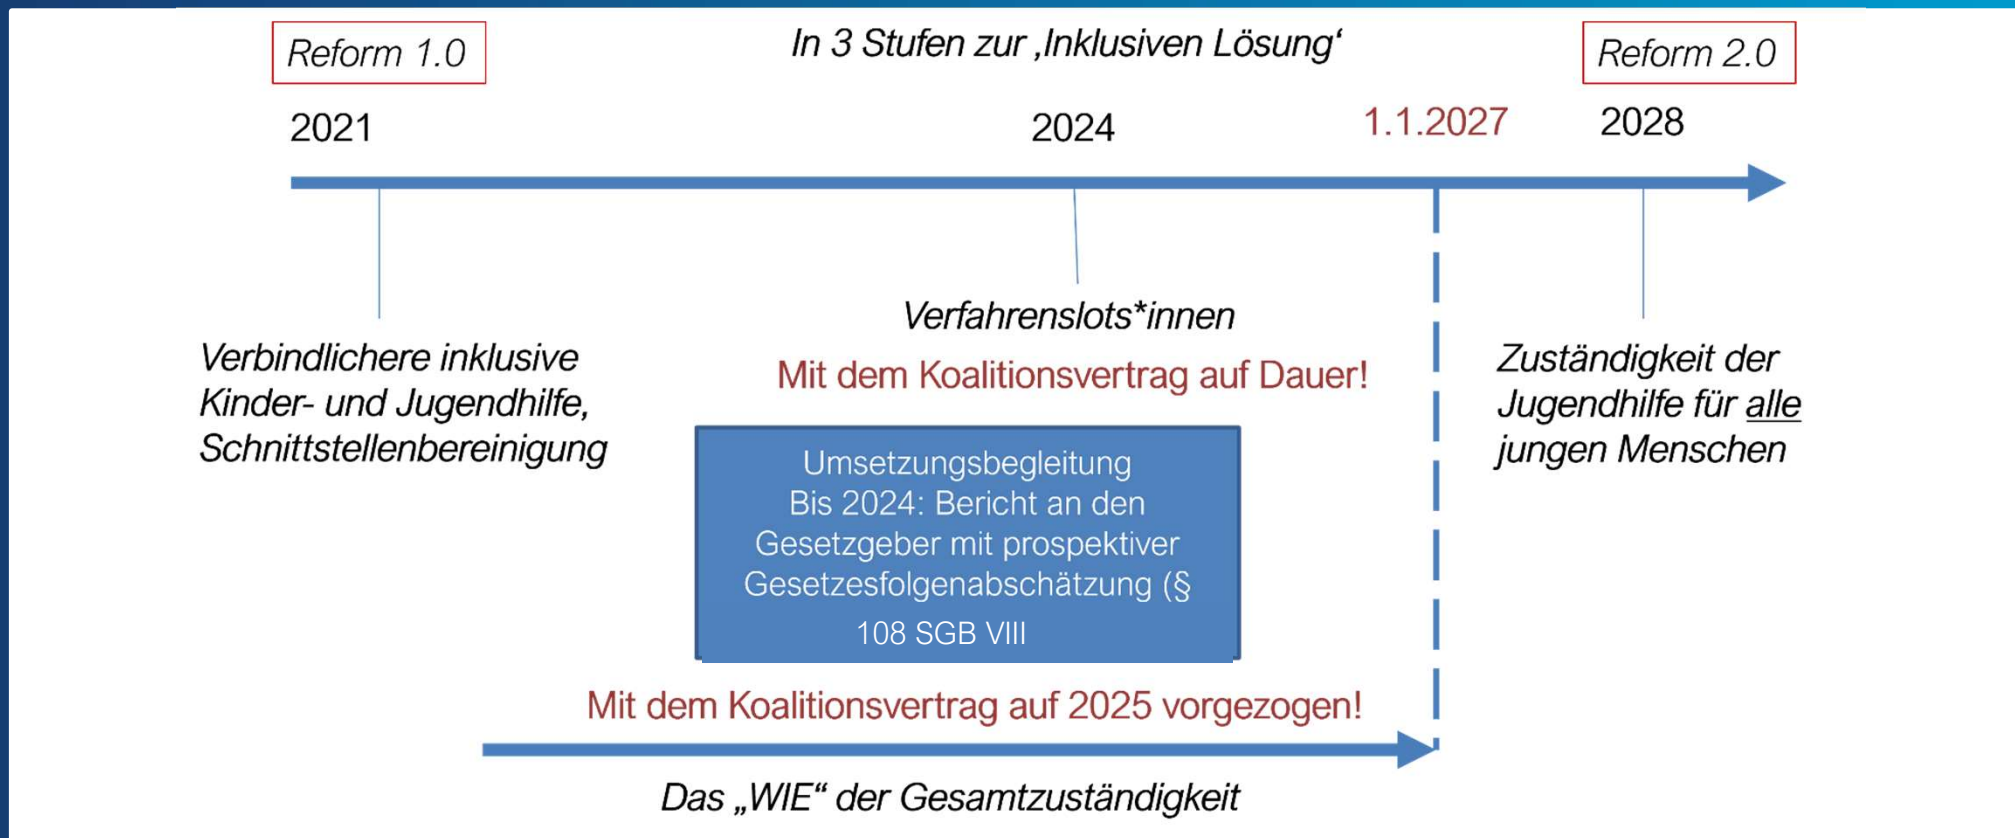 Reform 1.0
In 3 Stufen zur ‚Inklusiven Lösung‘
Reform 2.0
2021
2024
1.1.2027
2028
Verbindlichere inklusive
Kinder- und Jugendhilfe,
Schnittstellenbereinigung
Verfahrenslots*innen
Mit dem Koalitionsvertrag auf Dauer!
Umsetzungsbegleitung
Bis 2024: Bericht an den
Gesetzgeber mit prospektiver
Gesetzesfolgenabschätzung (§
108 SGB VIII
Zuständigkeit der
Jugendhilfe für alle
jungen Menschen
Mit dem Koalitionsvertrag auf 2025 vorgezogen!
Das „WIE“ der Gesamtzuständigkeit